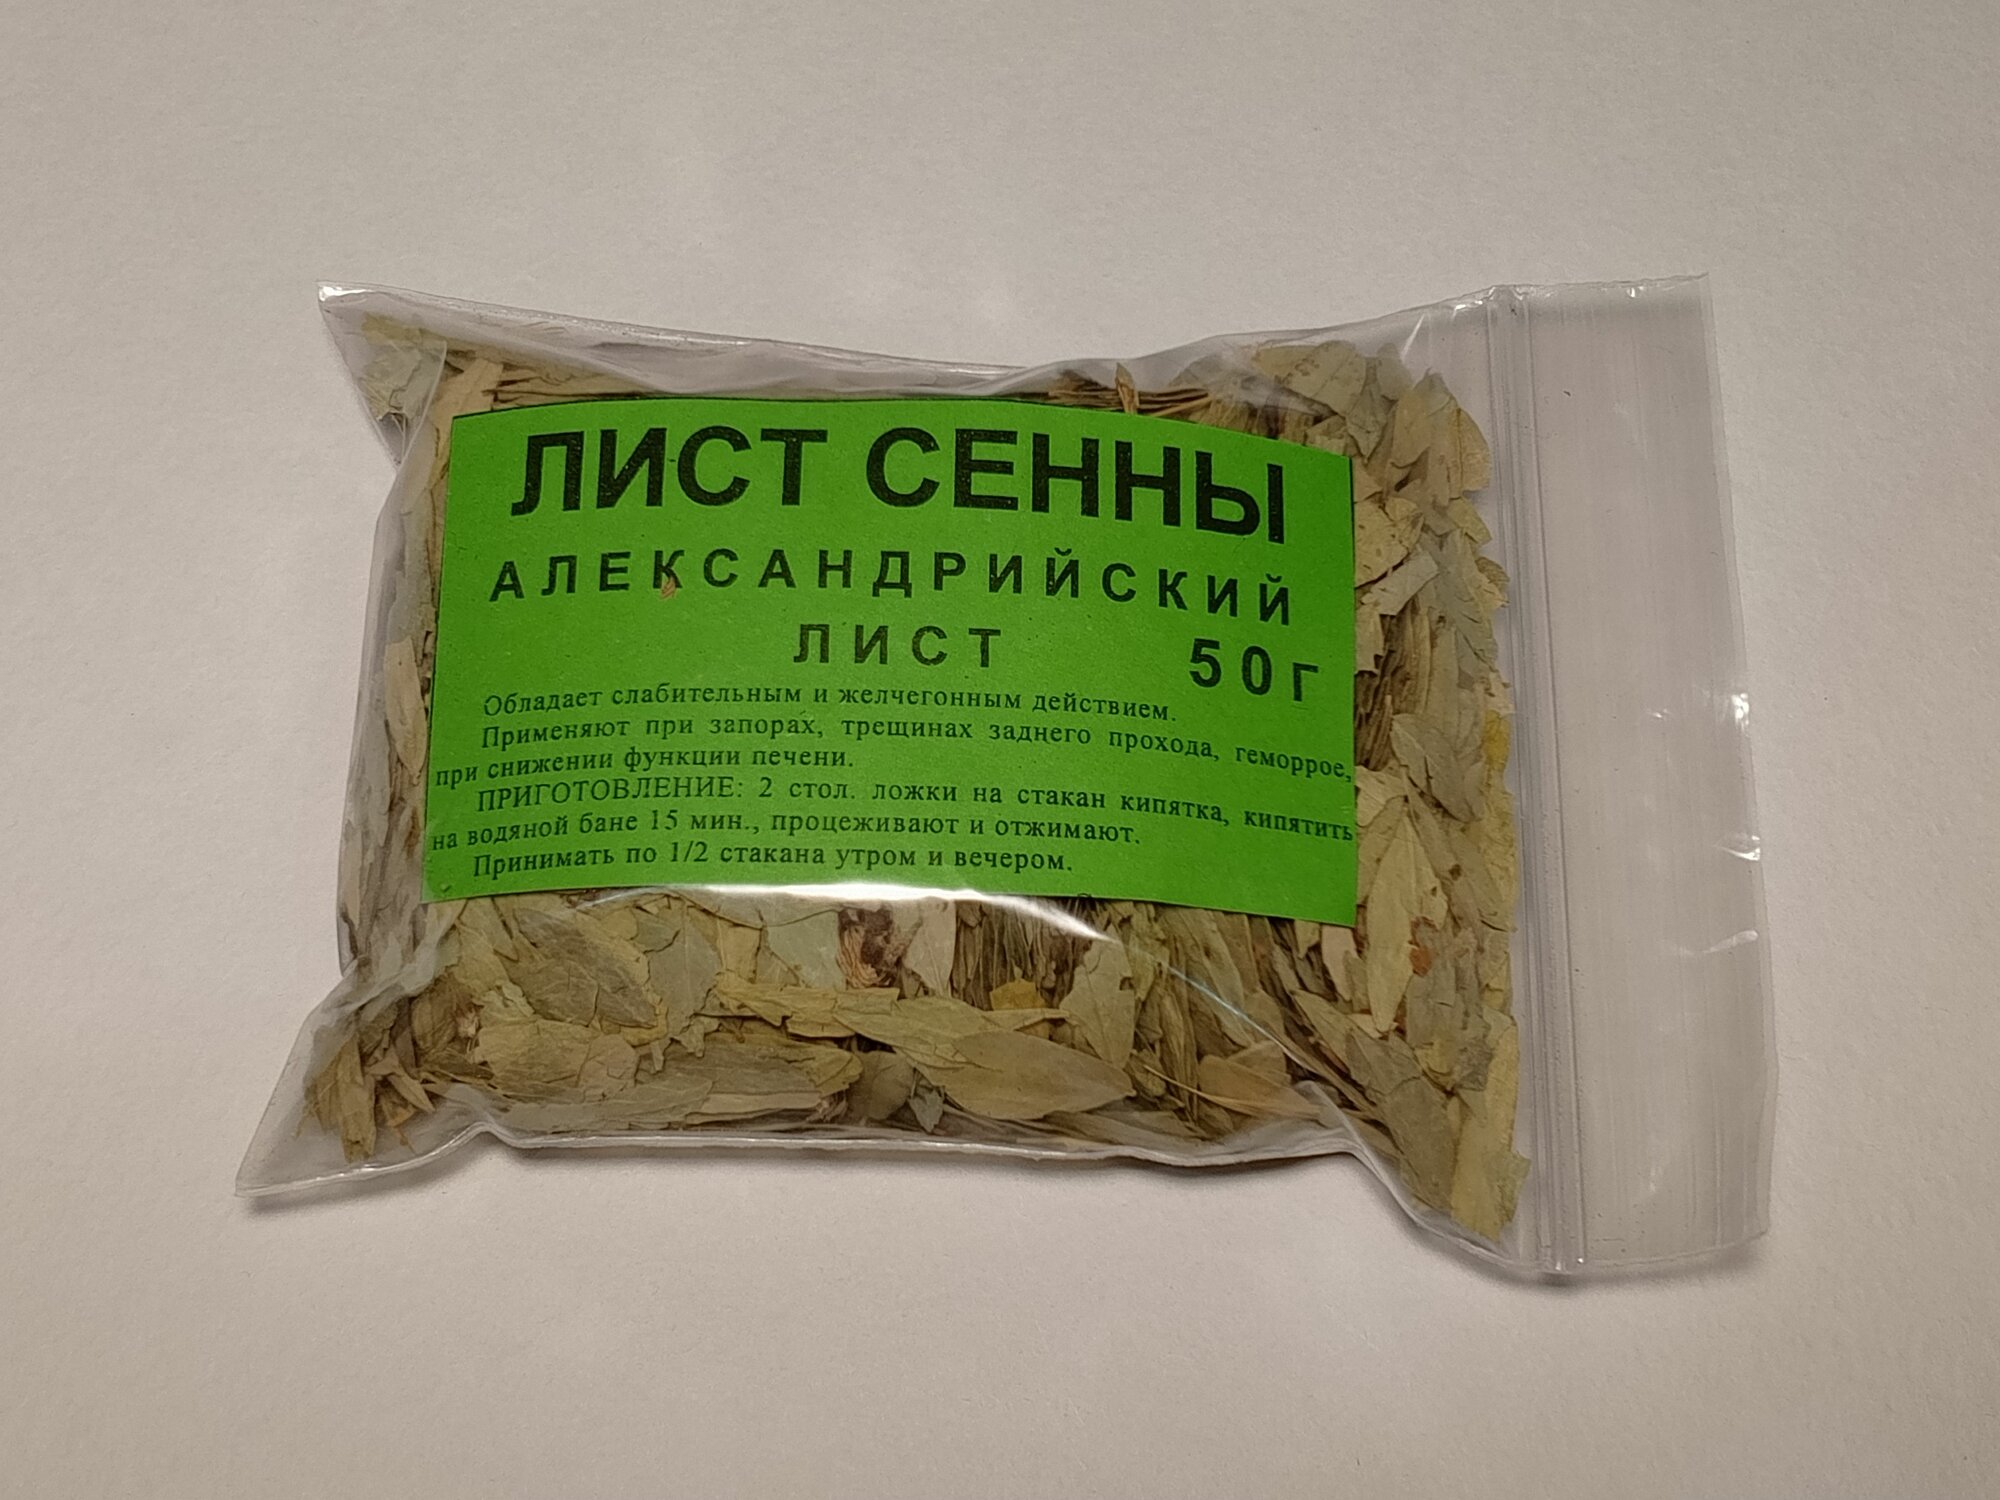 ЛИСТ СЕННЫ
АЛЕКСАНДРИЙСКИЙ
ЛИСТ 50г
Обладает слабительным и желчегонным действием.
Применяют при запорах, трещинах заднего прохода, геморрое,
при снижении функции печени.
ПРИГОТОВЛЕНИЕ: 2 стол. ложки на стакан кипятка, кипятить
на водяной бане 15 мин., процеживают и отжимают.
Принимать по 1/2 стакана утром и вечером.